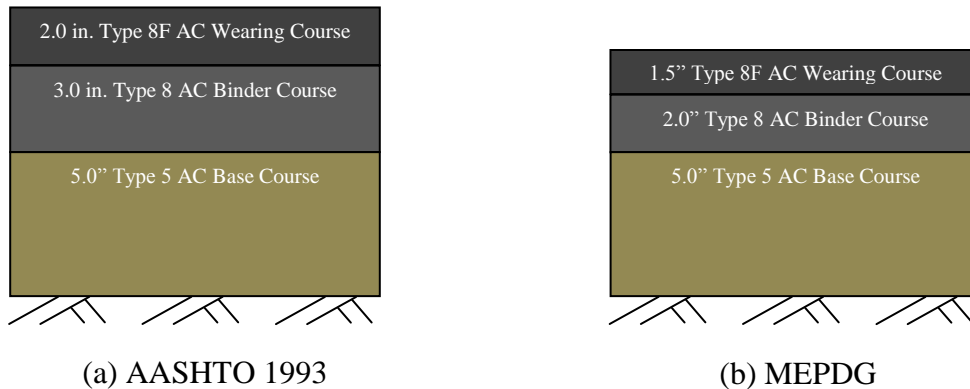 2.0 in. Type 8F AC Wearing Course
3.0 in. Type 8 AC Binder Course
5.0” Type 5 AC Base Course
(a) AASHTO 1993
1.5” Type 8F AC Wearing Course
2.0” Type 8 AC Binder Course
5.0” Type 5 AC Base Course
(b) MEPDG